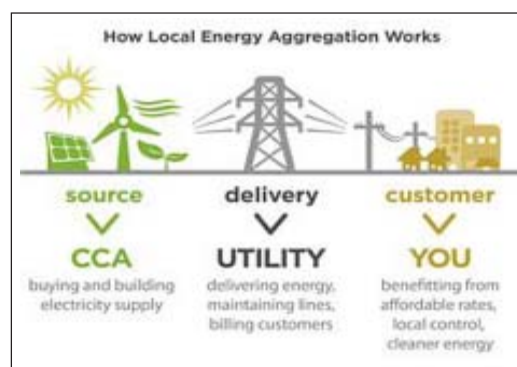 How Local Energy Aggregation Works
source
delivery
customer
CCA
UTILITY
YOU
buying and building
electricity supply
delivering energy,
maintaining lines,
billing customers
benefitting from
affordable rates,
local control,
cleaner energy